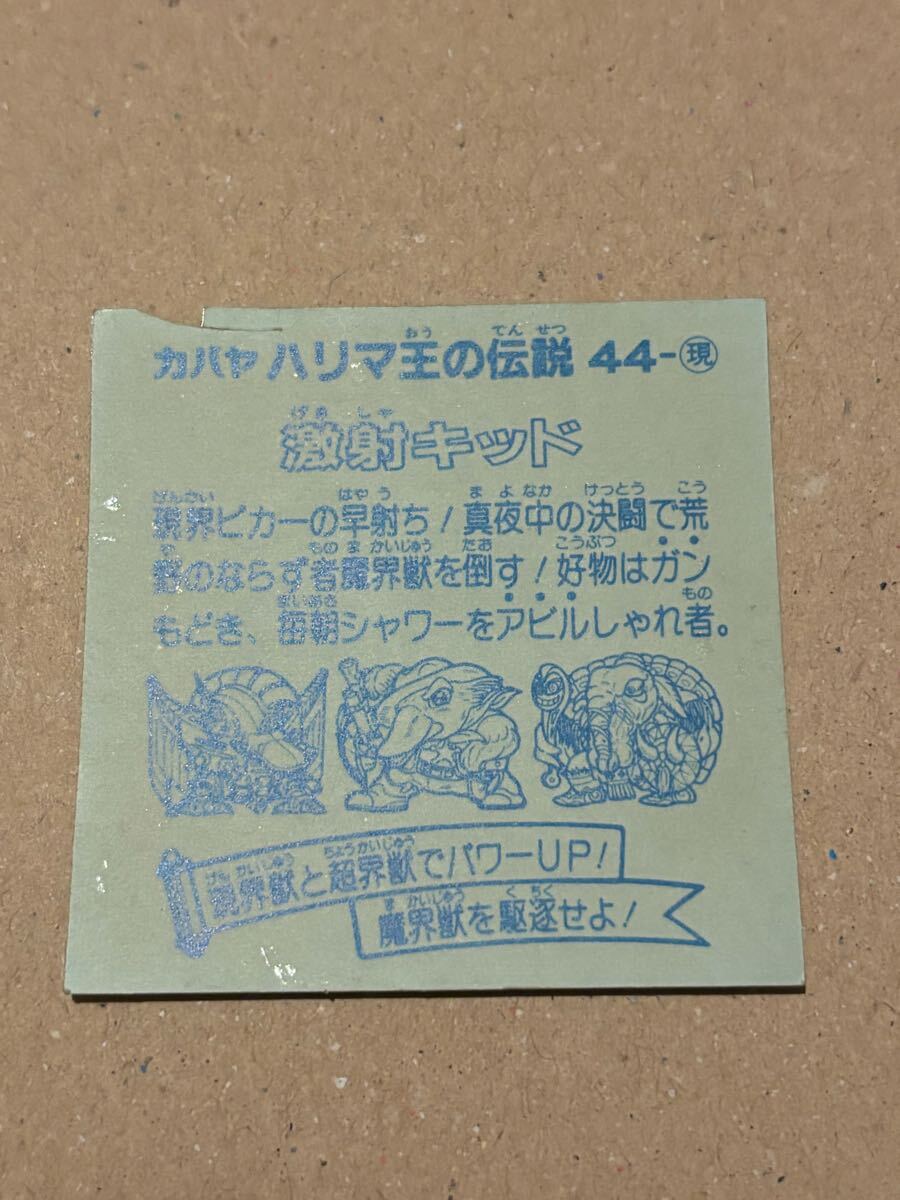 カバヤ ハリマ王の伝説 44-現
激射キッド
現界ピカ一の早射ち!真夜中の決闘で荒
野のならず者魔界獣を倒す!好物はガン
もどき、毎朝シャワーをアビルしゃれ者。
現界獣と超界獣でパワーUP!
魔界獣を駆逐せよ!